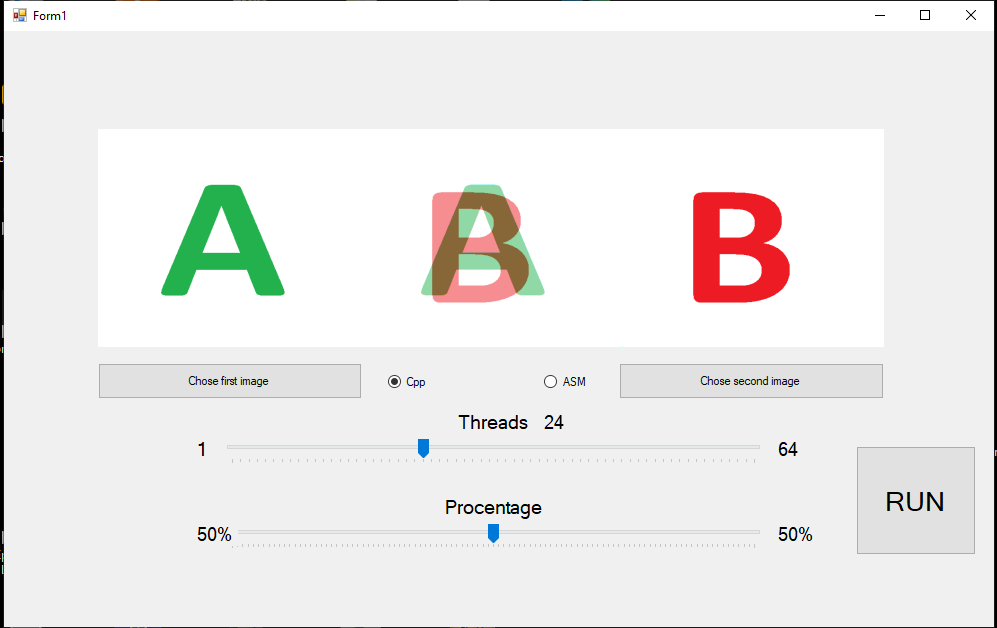 Form1
A B B
Chose first image Cpp ASM Chose second image
Threads 24
1 64
Procentage
50% 50%
RUN